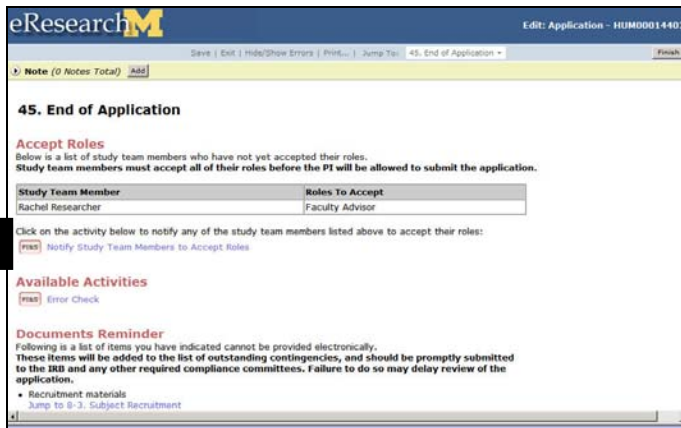 eResearch M
Edit: Application - HUM00014403
Save | Exit | Hide/Show Errors | Print... | Jump To: 45. End of Application
Finish
Note (0 Notes Total) Add
45. End of Application
Accept Roles
Below is a list of study team members who have not yet accepted their roles.
Study team members must accept all of their roles before the PI will be allowed to submit the application.
Study Team Member Roles To Accept
Rachel Researcher Faculty Advisor
Click on the activity below to notify any of the study team members listed above to accept their roles:
Notify Study Team Members to Accept Roles
Available Activities
Error Check
Documents Reminder
Following is a list of items you have indicated cannot be provided electronically.
These items will be added to the list of outstanding contingencies, and should be promptly submitted
to the IRB and any other required compliance committees. Failure to do so may delay review of the
application.
• Recruitment materials
Jump to 8-3. Subject Recruitment